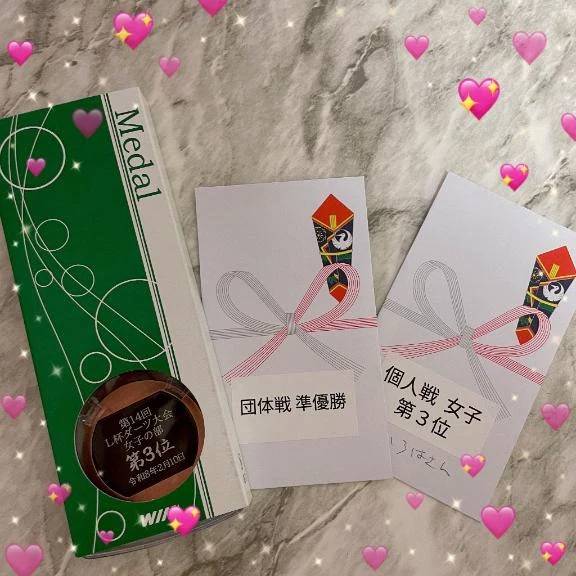 Medal
第14回
L杯ダーツ大会
女子の部
第3位
令和8年2月10日
団体戦 準優勝
個人戦 女子
第3位